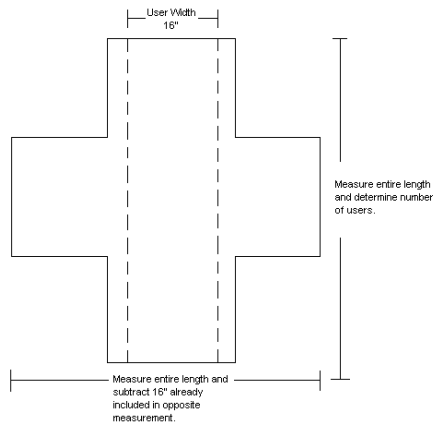 User Width
16"
Measure entire length
and determine number
of users.
Measure entire length and
subtract 16" already
included in opposite
measurement.